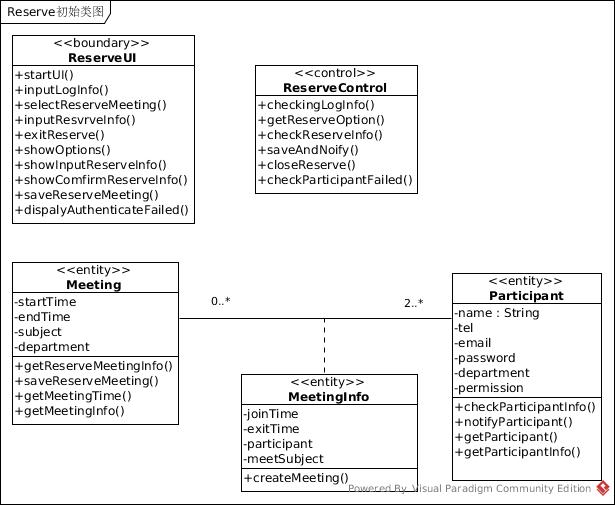 Reserve初始类图
<<boundary>>
ReserveUI
+startUI()
+inputLogInfo()
+selectReserveMeeting()
+inputResvrveInfo()
+exitReserve()
+showOptions()
+showInputReserveInfo()
+showComfirmReserveInfo()
+saveReserveMeeting()
+dispalyAuthenticateFailed()
<<control>>
ReserveControl
+checkingLogInfo()
+getReserveOption()
+checkReserveInfo()
+saveAndNoify()
+closeReserve()
+checkParticipantFailed()
<<entity>>
Meeting
-startTime
-endTime
-subject
-department
+getReserveMeetingInfo()
+saveReserveMeeting()
+getMeetingTime()
+getMeetingInfo()
0..*
2..*
<<entity>>
Participant
-name : String
-tel
-email
-password
-department
-permission
+checkParticipantInfo()
+notifyParticipant()
+getParticipant()
+getParticipantInfo()
<<entity>>
MeetingInfo
-joinTime
-exitTime
-participant
-meetSubject
+createMeeting()
Powered By Visual Paradigm Community Edition